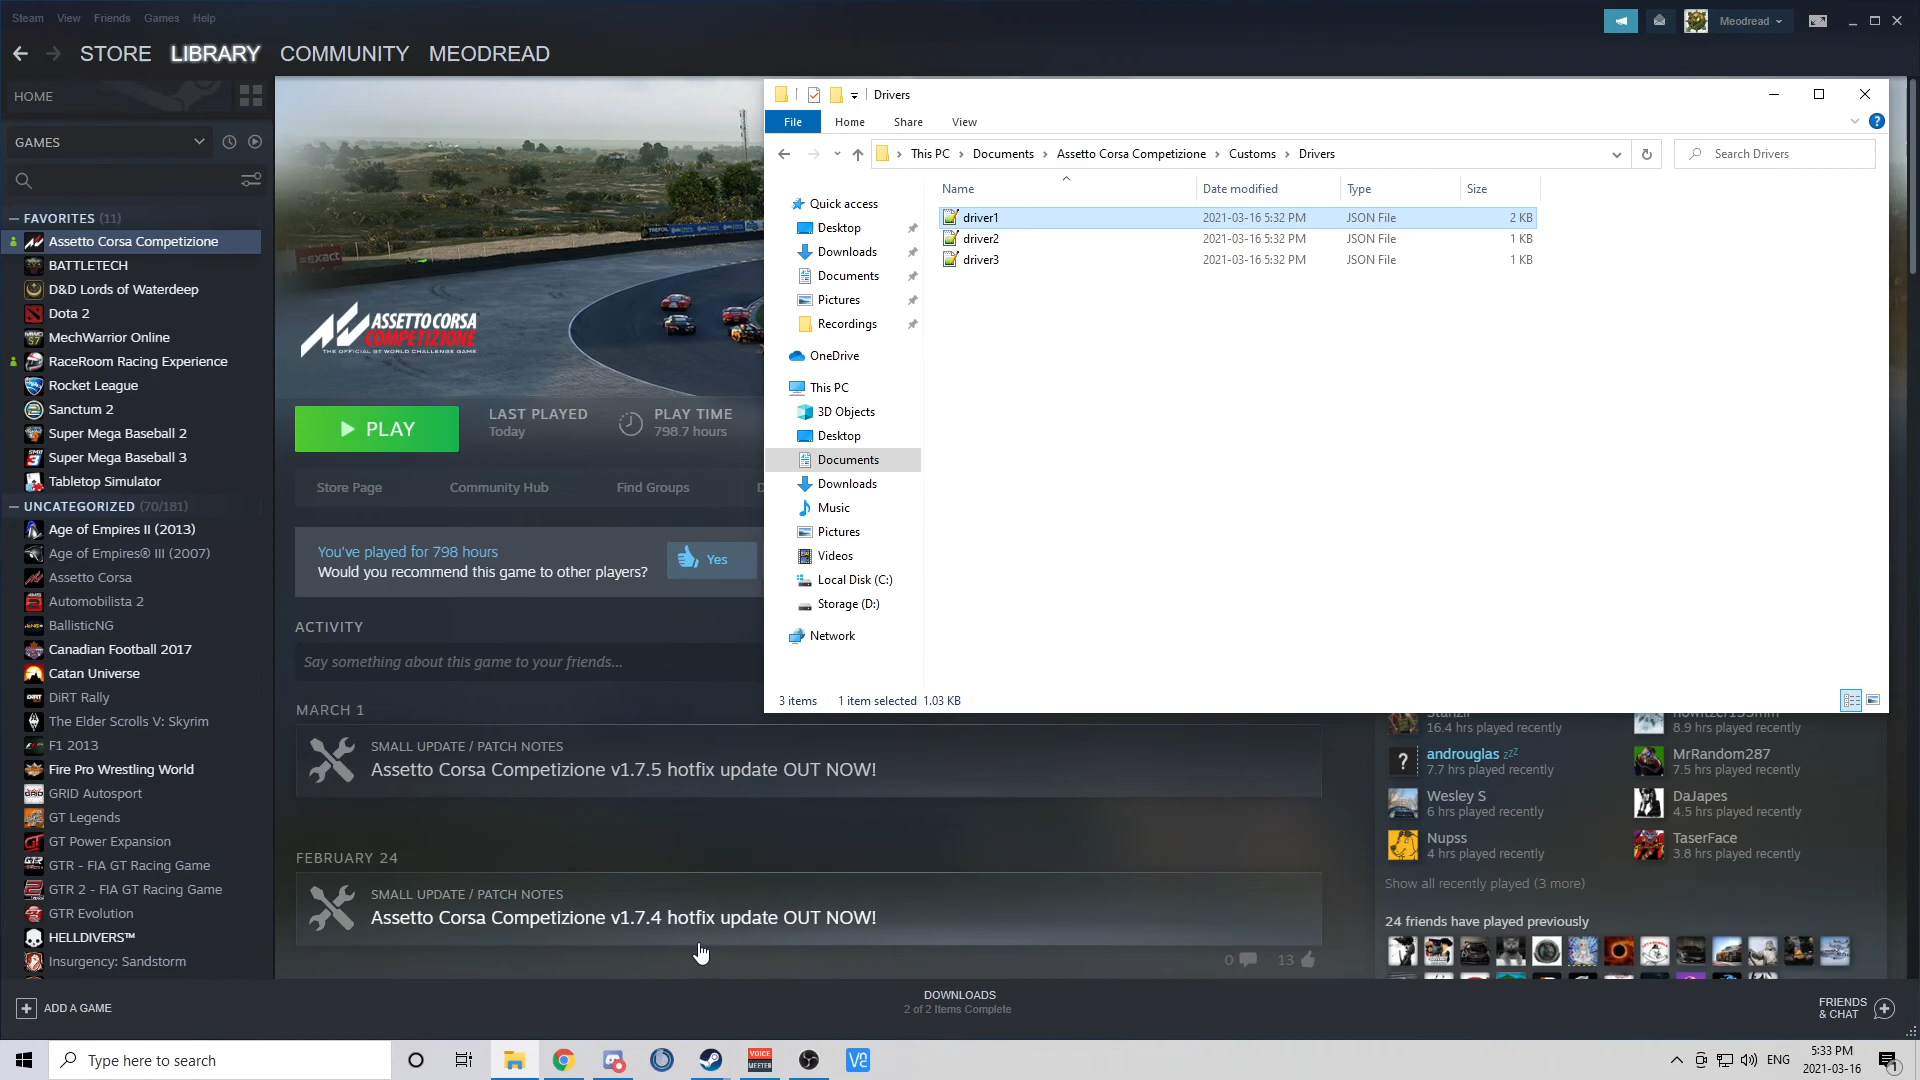 Steam View Friends Games Help
Meodread
STORE LIBRARY COMMUNITY MEODREAD
HOME
GAMES
FAVORITES (11)
Assetto Corsa Competizione
BATTLETECH
D&D Lords of Waterdeep
Dota 2
MechWarrior Online
RaceRoom Racing Experience
Rocket League
Sanctum 2
Super Mega Baseball 2
Super Mega Baseball 3
Tabletop Simulator
UNCATEGORIZED (70/181)
Age of Empires II (2013)
Age of Empires® III (2007)
Assetto Corsa
Automobilista 2
BallisticNG
Canadian Football 2017
Catan Universe
DiRT Rally
The Elder Scrolls V: Skyrim
F1 2013
Fire Pro Wrestling World
GRID Autosport
GT Legends
GT Power Expansion
GTR - FIA GT Racing Game
GTR 2 - FIA GT Racing Game
GTR Evolution
HELLDIVERS™
Insurgency: Sandstorm
exact
TREFOIL
ASSETTO CORSA
COMPETIZIONE
THE OFFICIAL GT WORLD CHALLENGE GAME
PLAY
LAST PLAYED
Today
PLAY TIME
798.7 hours
Store Page Community Hub Find Groups D
You've played for 798 hours
Would you recommend this game to other players?
Yes
ACTIVITY
Say something about this game to your friends...
MARCH 1
SMALL UPDATE / PATCH NOTES
Assetto Corsa Competizione v1.7.5 hotfix update OUT NOW!
FEBRUARY 24
SMALL UPDATE / PATCH NOTES
Assetto Corsa Competizione v1.7.4 hotfix update OUT NOW!
0 13
Drivers
File Home Share View
This PC Documents Assetto Corsa Competizione Customs Drivers
Search Drivers
Name Date modified Type Size
driver1 2021-03-16 5:32 PM JSON File 2 KB
driver2 2021-03-16 5:32 PM JSON File 1 KB
driver3 2021-03-16 5:32 PM JSON File 1 KB
Quick access
Desktop
Downloads
Documents
Pictures
Recordings
OneDrive
This PC
3D Objects
Desktop
Documents
Downloads
Music
Pictures
Videos
Local Disk (C:)
Storage (D:)
Network
3 items 1 item selected 1.03 KB
16.4 hrs played recently
8.9 hrs played recently
androuglas zZZ
7.7 hrs played recently
MrRandom287
7.5 hrs played recently
Wesley S
6 hrs played recently
DaJapes
4.5 hrs played recently
Nupss
4 hrs played recently
TaserFace
3.8 hrs played recently
Show all recently played (3 more)
24 friends have played previously
ADD A GAME
DOWNLOADS
2 of 2 Items Complete
FRIENDS
& CHAT
Type here to search
VOICE
MEETER
ENG
5:33 PM
2021-03-16
1